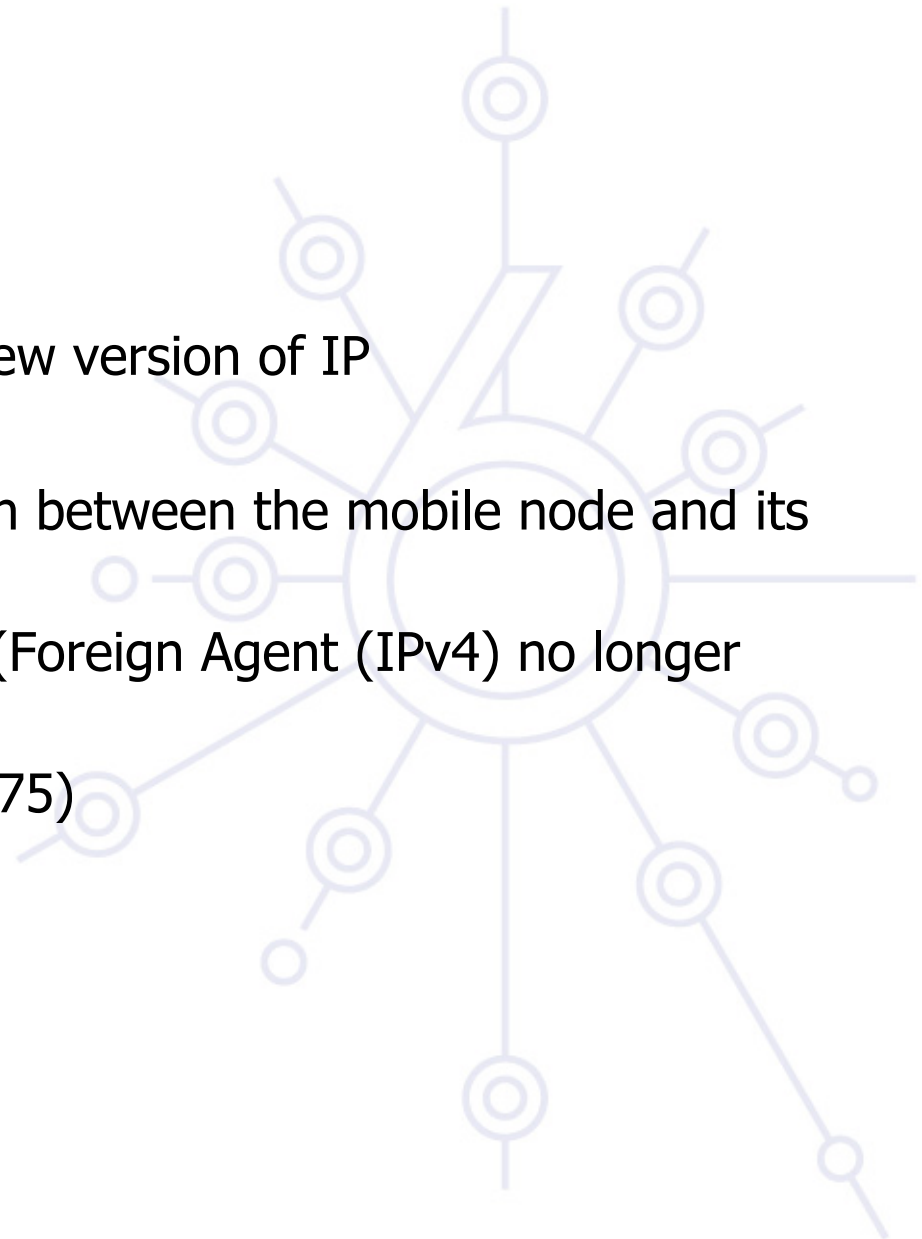 ew version of IP
n between the mobile node and its
(Foreign Agent (IPv4) no longer
75)